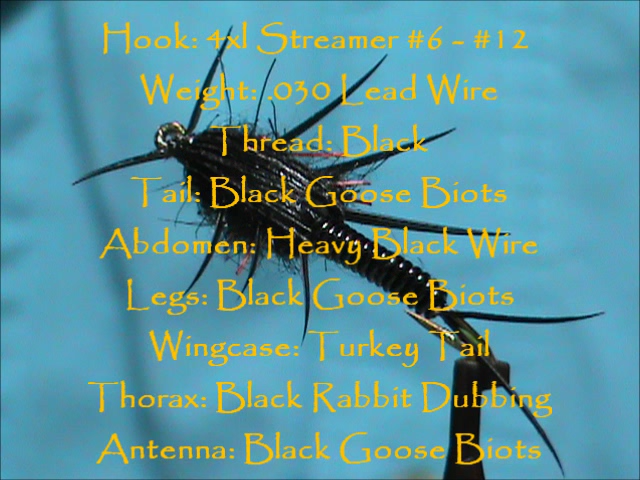 Hook: 4xl Streamer #6 - #12
Weight: .030 Lead Wire
Thread: Black
Tail: Black Goose Biots
Abdomen: Heavy Black Wire
Legs: Black Goose Biots
Wingcase: Turkey Tail
Thorax: Black Rabbit Dubbing
Antenna: Black Goose Biots